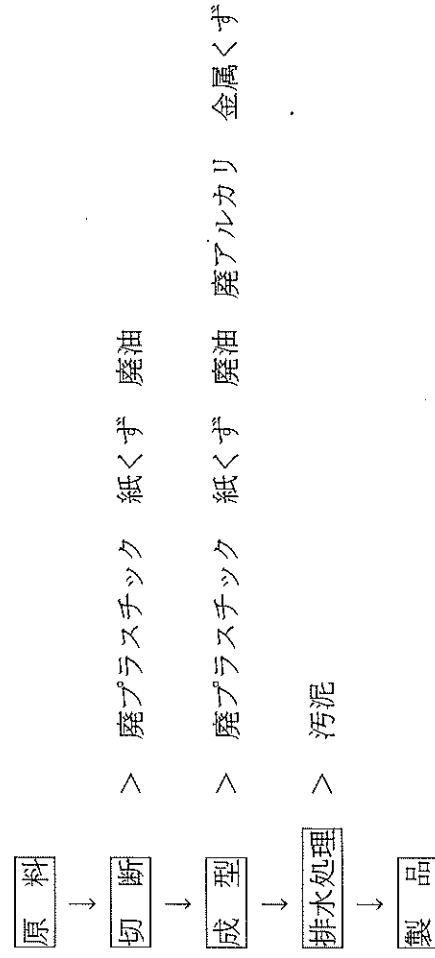 原料
↓
切断 > 廃プラスチック 紙くず 廃油
↓
成型 > 廃プラスチック 紙くず 廃油 廃アルカリ 金属くず
↓
排水処理 > 汚泥
↓
製品